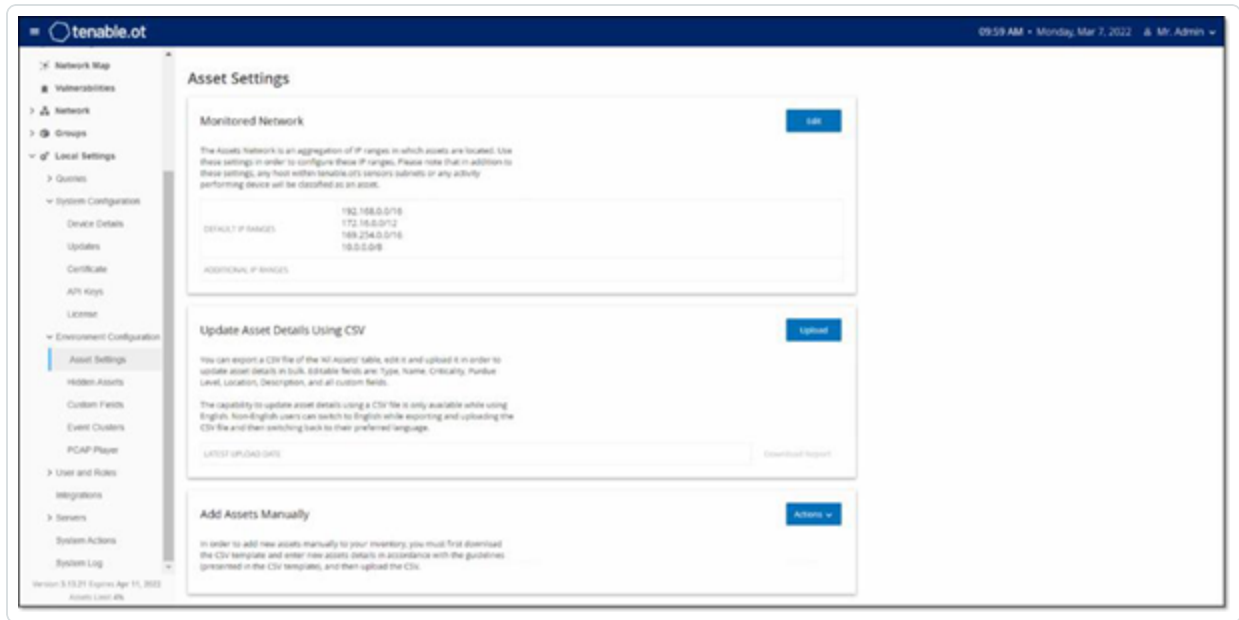 tenable.ot
09:59 AM • Monday, Mar 7, 2022 Mr. Admin
Network Map
Vulnerabilities
Network
Groups
Local Settings
Queries
System Configuration
Device Details
Updates
Certificate
API Keys
License
Environment Configuration
Asset Settings
Hidden Assets
Custom Fields
Event Clusters
PCAP Player
User and Roles
Integrations
Servers
System Actions
System Log
Version 3.13.21 Expires Apr 11, 2022
Assets Limit 4%
Asset Settings
Monitored Network
Edit
The Assets Network is an aggregation of IP ranges in which assets are located. Use
these settings in order to configure these IP ranges. Please note that in addition to
these settings, any host within tenable.ot's sensors subnets or any activity
performing device will be classified as an asset.
DEFAULT IP RANGES
192.168.0.0/16
172.16.0.0/12
169.254.0.0/16
10.0.0.0/8
ADDITIONAL IP RANGES
Update Asset Details Using CSV
Upload
You can export a CSV file of the 'All Assets' table, edit it and upload it in order to
update asset details in bulk. Editable fields are: Type, Name, Criticality, Purdue
Level, Location, Description, and all custom fields.
The capability to update asset details using a CSV file is only available while using
English. Non-English users can switch to English while exporting and uploading the
CSV file and then switching back to their preferred language.
LATEST UPLOAD DATE
Download Report
Add Assets Manually
Actions
In order to add new assets manually to your inventory, you must first download
the CSV template and enter new assets details in accordance with the guidelines
(presented in the CSV template), and then upload the CSV.